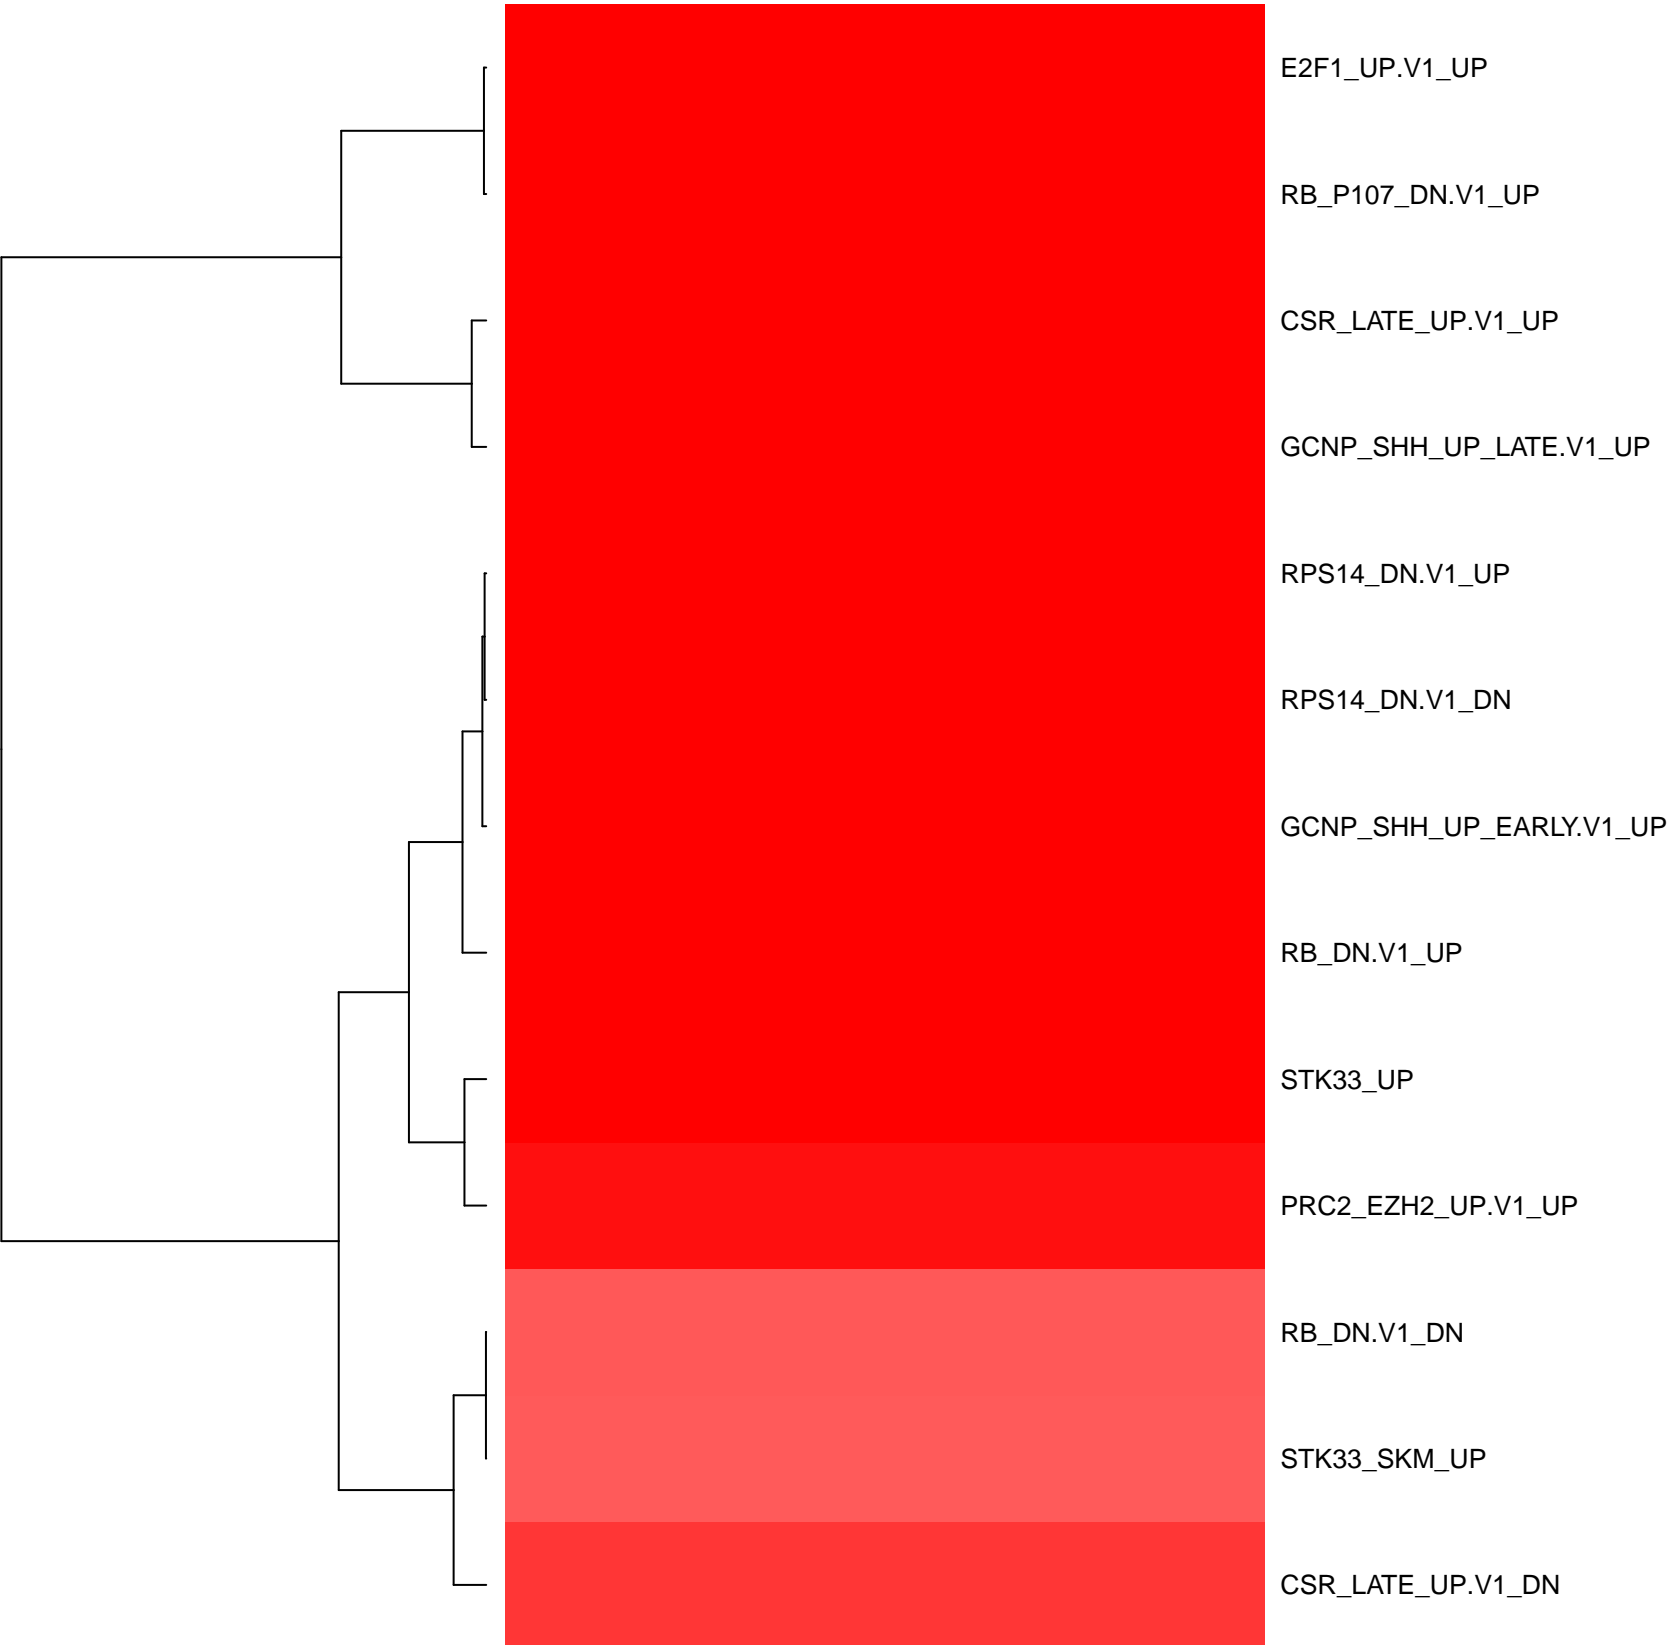 E2F1_UP.V1_UP
RB_P107_DN.V1_UP
CSR_LATE_UP.V1_UP
GCNP_SHH_UP_LATE.V1_UP
RPS14_DN.V1_UP
RPS14_DN.V1_DN
GCNP_SHH_UP_EARLY.V1_UP
RB_DN.V1_UP
STK33_UP
PRC2_EZH2_UP.V1_UP
RB_DN.V1_DN
STK33_SKM_UP
CSR_LATE_UP.V1_DN